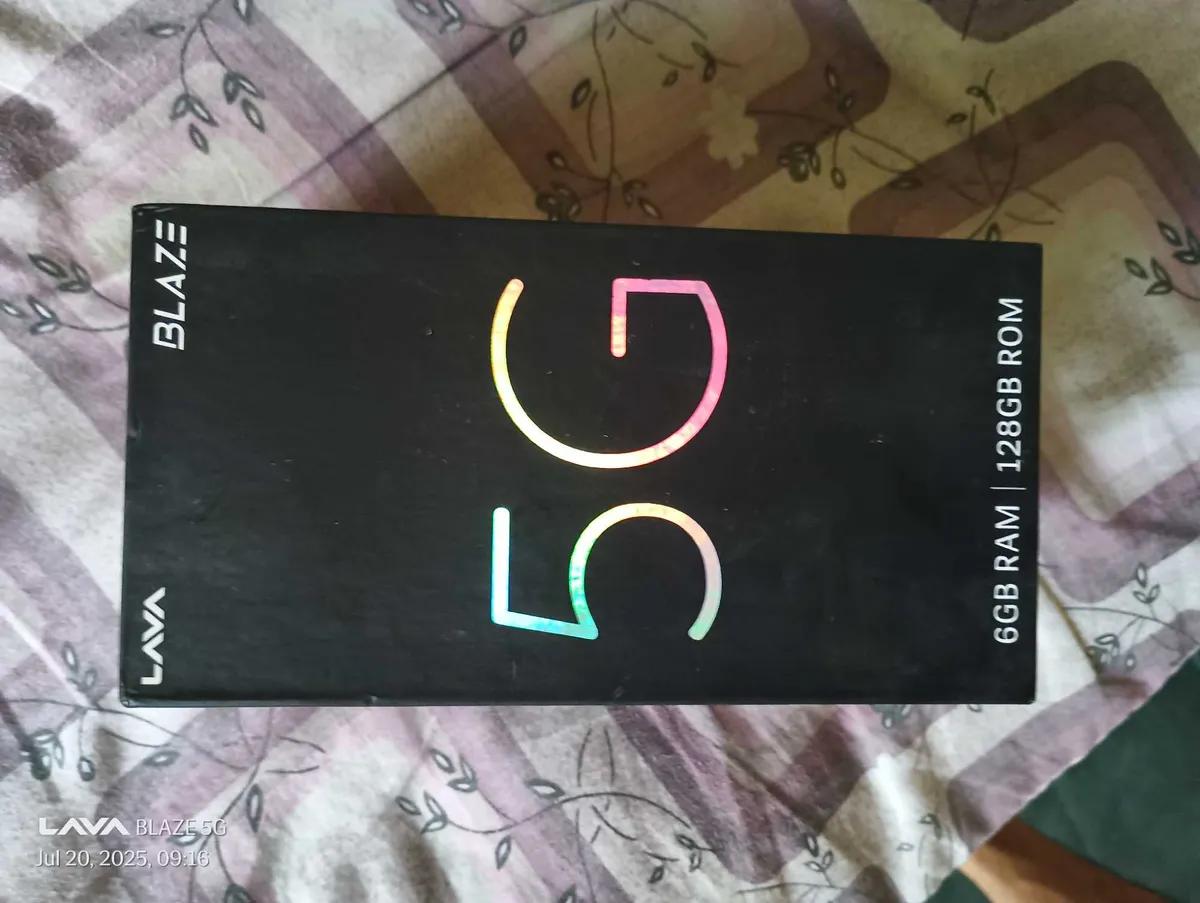 LAVA
BLAZE
5G
6GB RAM | 128GB ROM
LAVA BLAZE 5G
Jul 20, 2025, 09:16